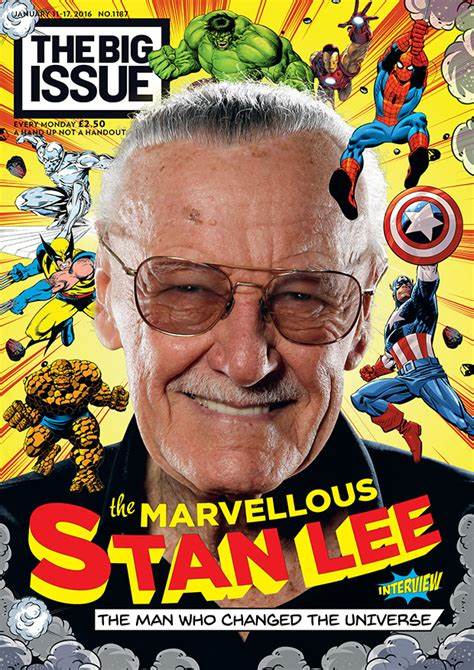 JANUARY 11-17, 2016 NO.1187
THE BIG
ISSUE
EVERY MONDAY £2.50
A HAND UP NOT A HANDOUT
the MARVELLOUS
STAN LEE
INTERVIEW
THE MAN WHO CHANGED THE UNIVERSE